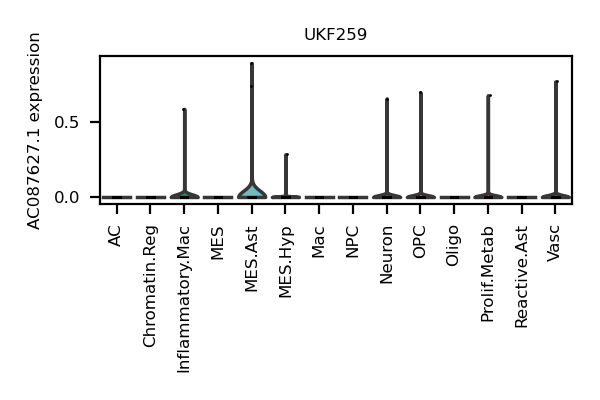 UKF259
AC087627.1 expression
0.5
0.0
AC
Chromatin.Reg
Inflammatory.Mac
MES
MES.Ast
MES.Hyp
Mac
NPC
Neuron
OPC
Oligo
Prolif.Metab
Reactive.Ast
Vasc